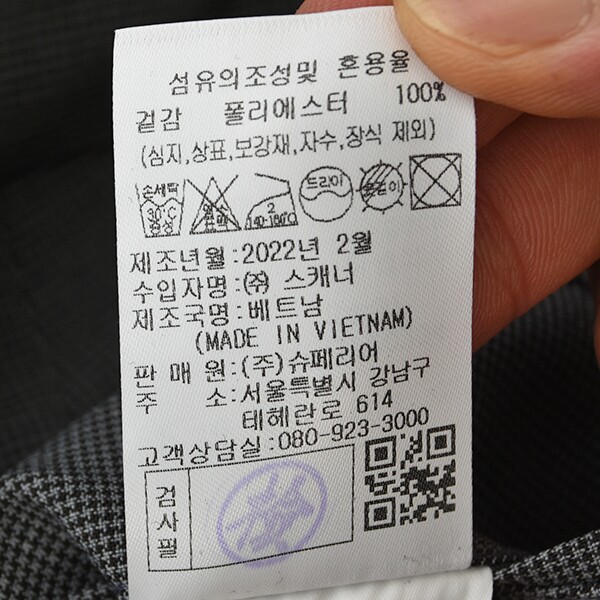 섬유의조성및 혼용율
겉감 폴리에스터 100%
(심지,상표,보강재,자수,장식 제외)
손세탁 30℃ 중성
2 140-160℃
드라이
제조년월:2022년 2월
수입자명:㈜ 스캐너
제조국명:베트남
(MADE IN VIETNAM)
판 매 원:(주)슈페리어
주 소:서울특별시 강남구
테헤란로 614
고객상담실:080-923-3000
검사필